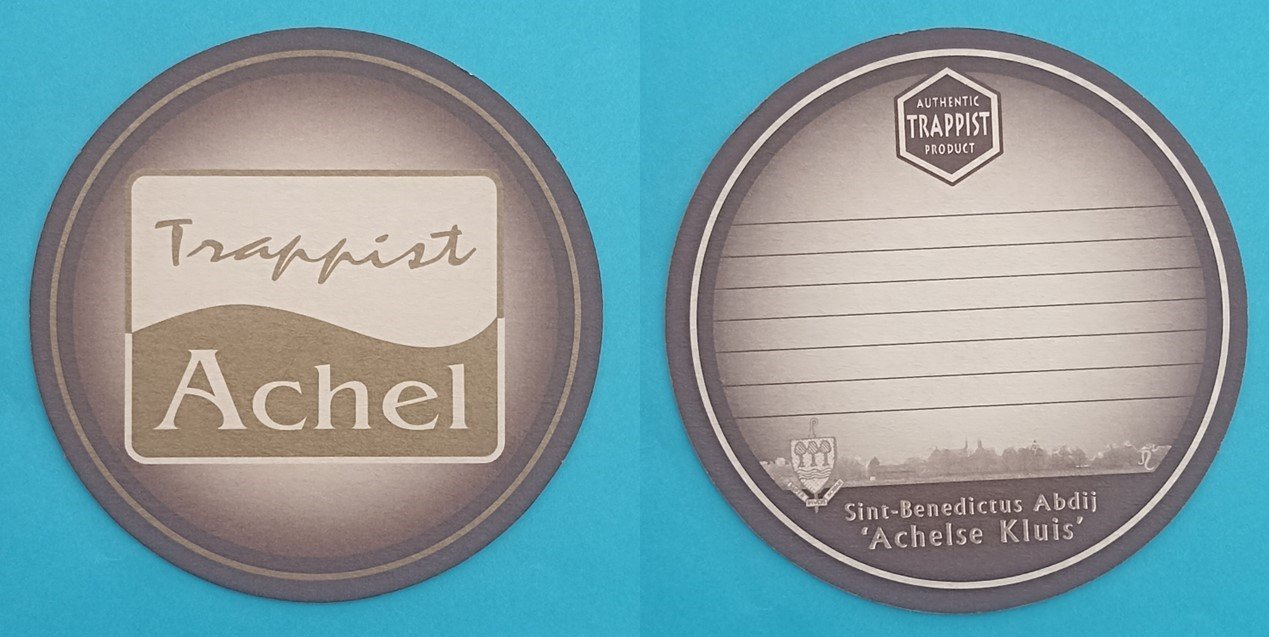 Trappist
Achel
AUTHENTIC
TRAPPIST
PRODUCT
Sint-Benedictus Abdij
‘Achelse Kluis’